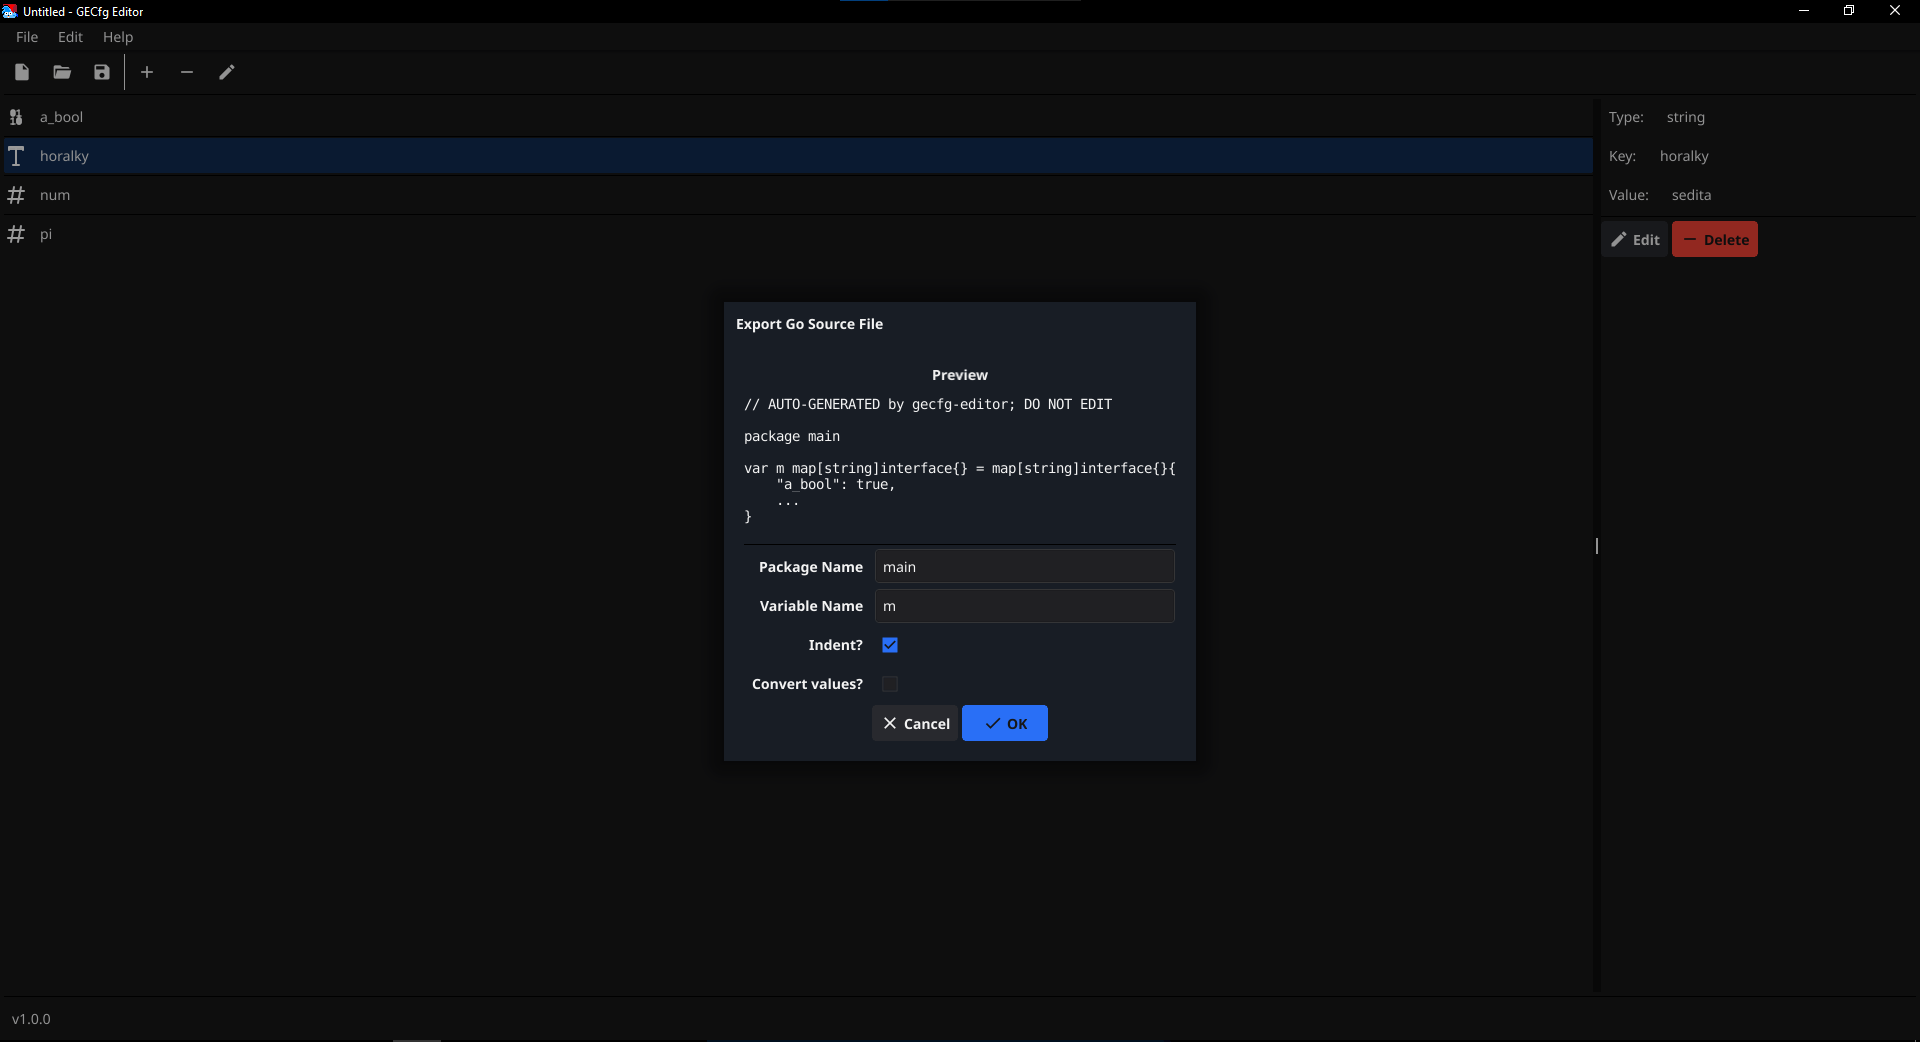 Untitled - GECfg Editor
File Edit Help
a_bool
horalky
num
pi
Type: string
Key: horalky
Value: sedita
Edit Delete
Export Go Source File
Preview
// AUTO-GENERATED by gecfg-editor; DO NOT EDIT
package main
var m map[string]interface{} = map[string]interface{}{
    "a_bool": true,
    ...
}
Package Name main
Variable Name m
Indent?
Convert values?
Cancel OK
v1.0.0